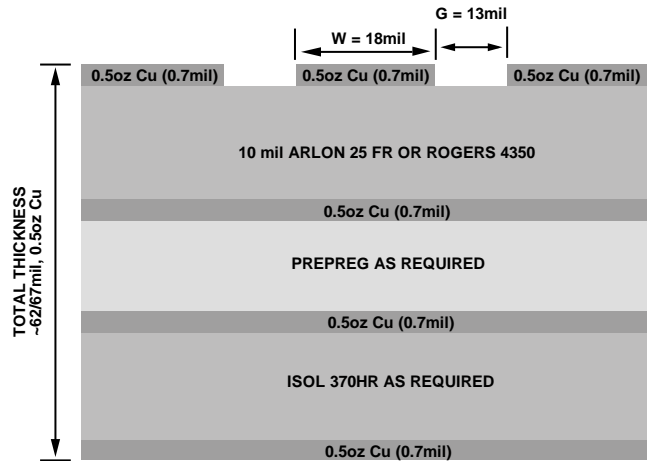 G = 13mil
W = 18mil
0.5oz Cu (0.7mil)
0.5oz Cu (0.7mil)
0.5oz Cu (0.7mil)
10 mil ARLON 25 FR OR ROGERS 4350
0.5oz Cu (0.7mil)
PREPREG AS REQUIRED
0.5oz Cu (0.7mil)
ISOL 370HR AS REQUIRED
0.5oz Cu (0.7mil)
TOTAL THICKNESS
~62/67mil, 0.5oz Cu